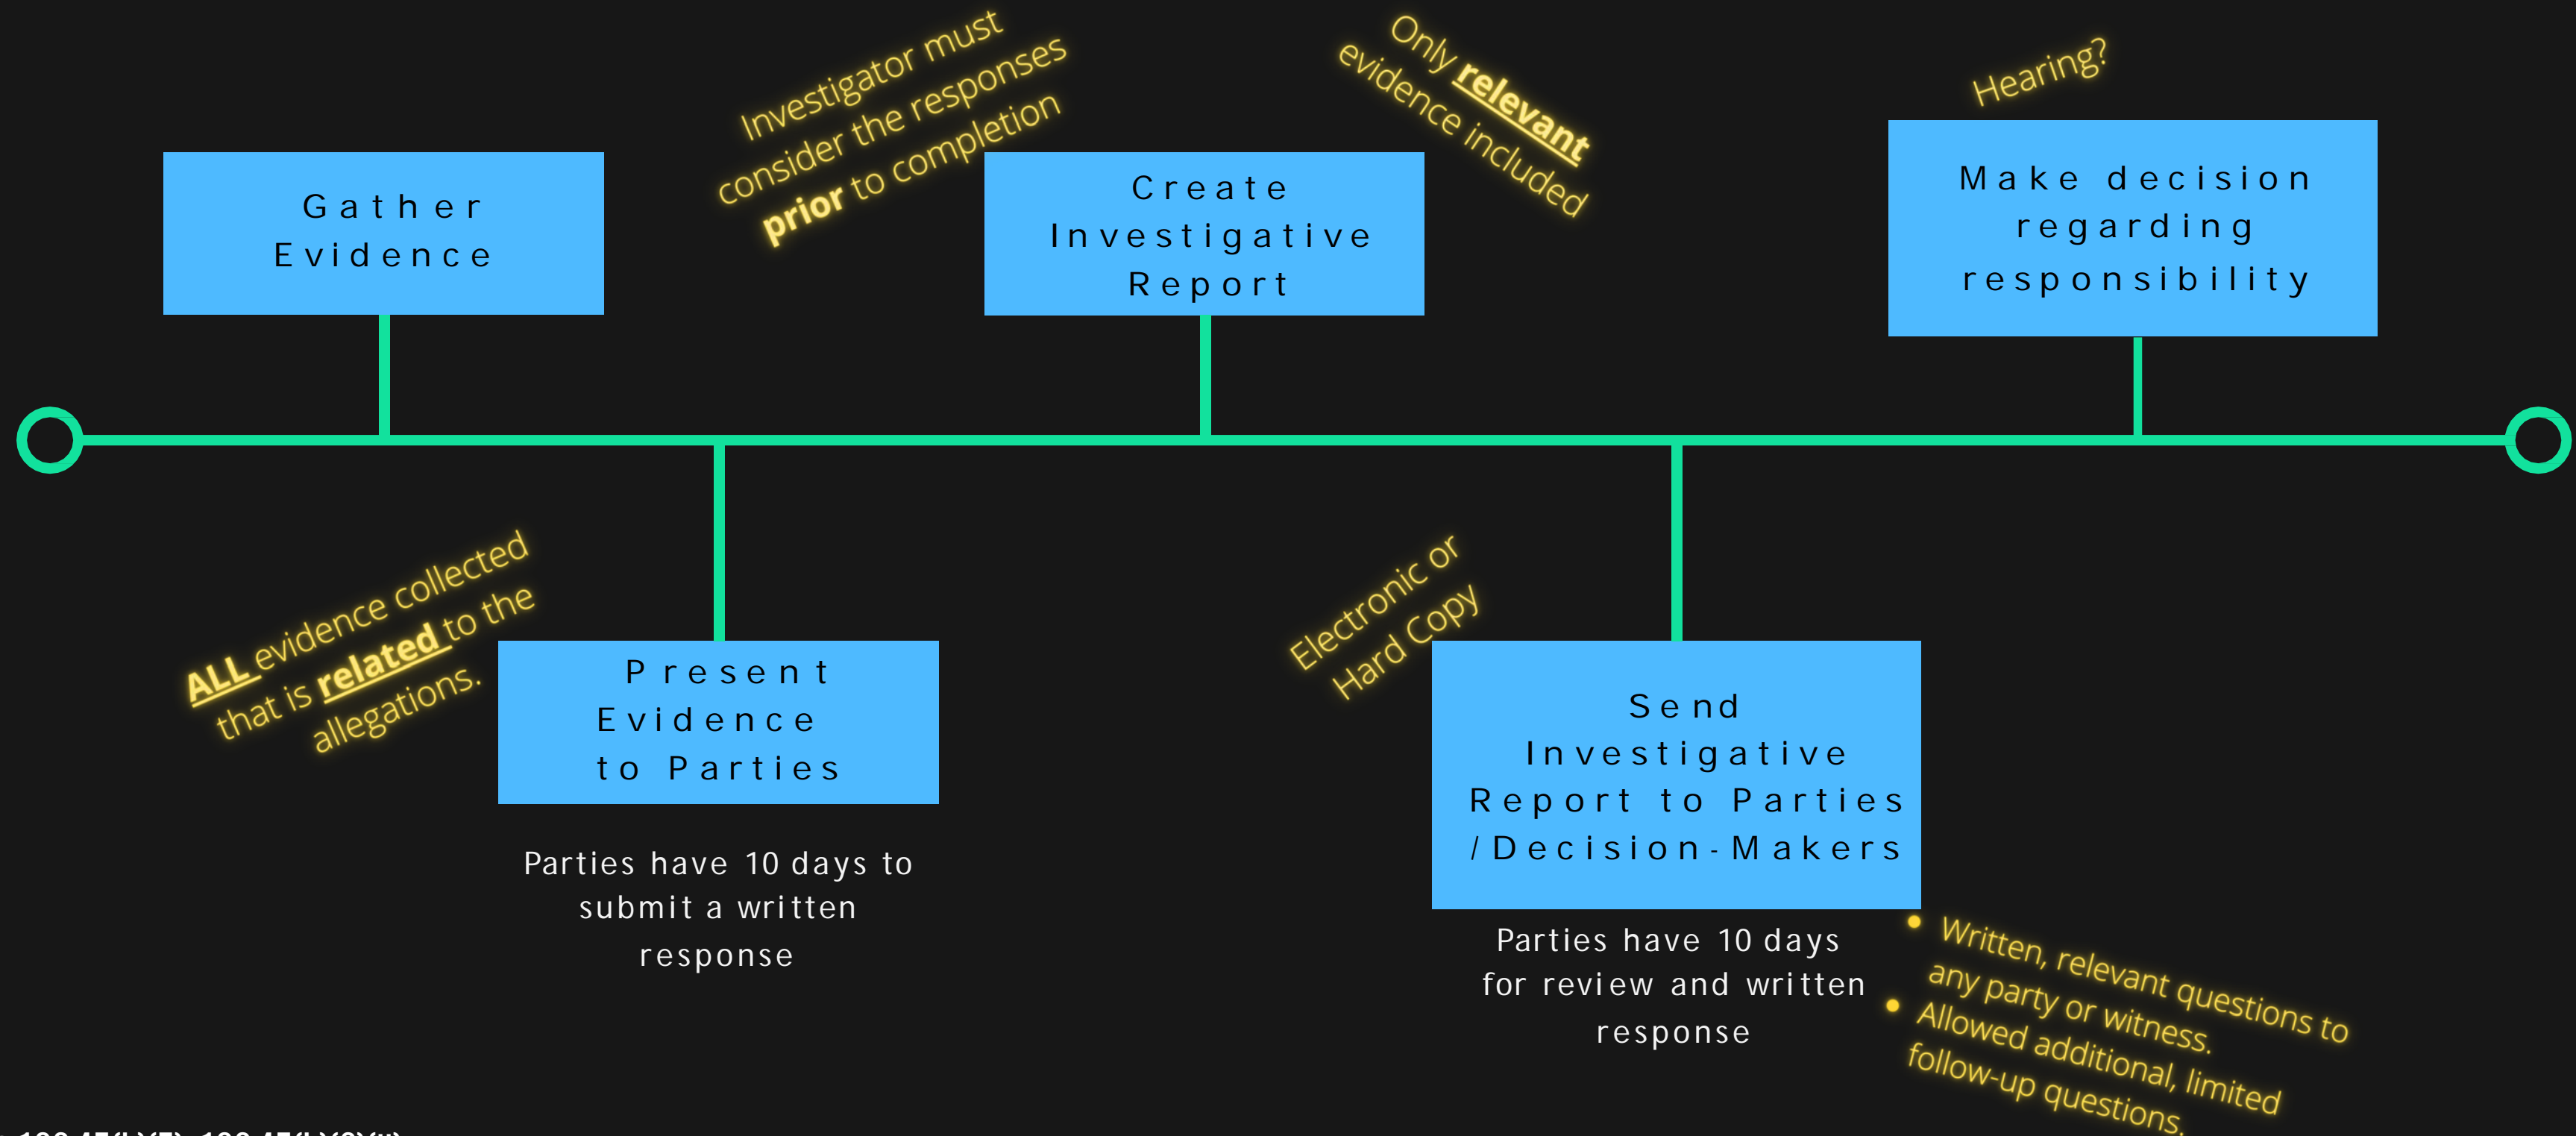 Investigator must
consider the responses
prior to completion
Only relevant
evidence included
Hearing?
Gather
Evidence
Create
Investigative
Report
Make decision
regarding
responsibility
ALL evidence collected
that is related to the
allegations.
Present
Evidence
to Parties
Parties have 10 days to
submit a written
response
Electronic or
Hard Copy
Send
Investigative
Report to Parties
/Decision-Makers
Parties have 10 days
for review and written
response
• Written, relevant questions to
any party or witness.
• Allowed additional, limited
follow-up questions.